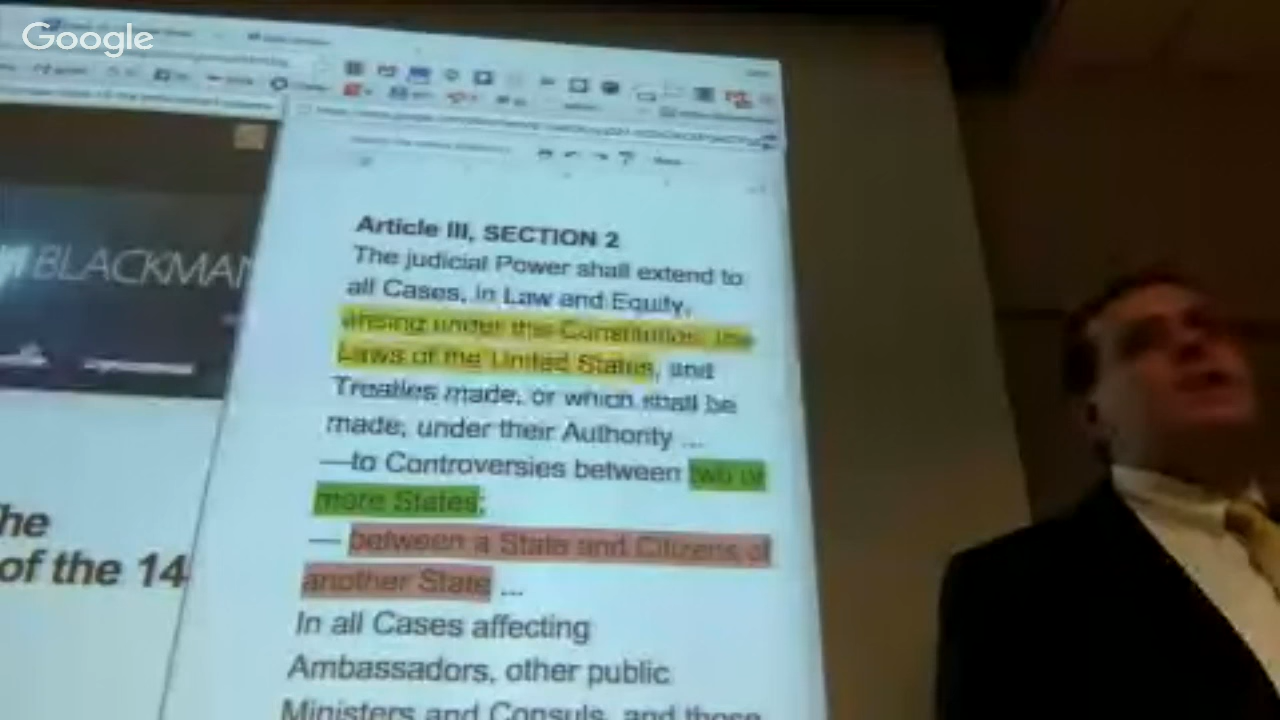 Google
BLACKMAN
he
of the 14
Article III, SECTION 2
The judicial Power shall extend to
all Cases, in Law and Equity,
arising under this Constitution, the
Laws of the United States, and
Treaties made, or which shall be
made, under their Authority ...
—to Controversies between two or
more States;
— between a State and Citizens of
another State ...
In all Cases affecting
Ambassadors, other public
Ministers and Consuls, and those